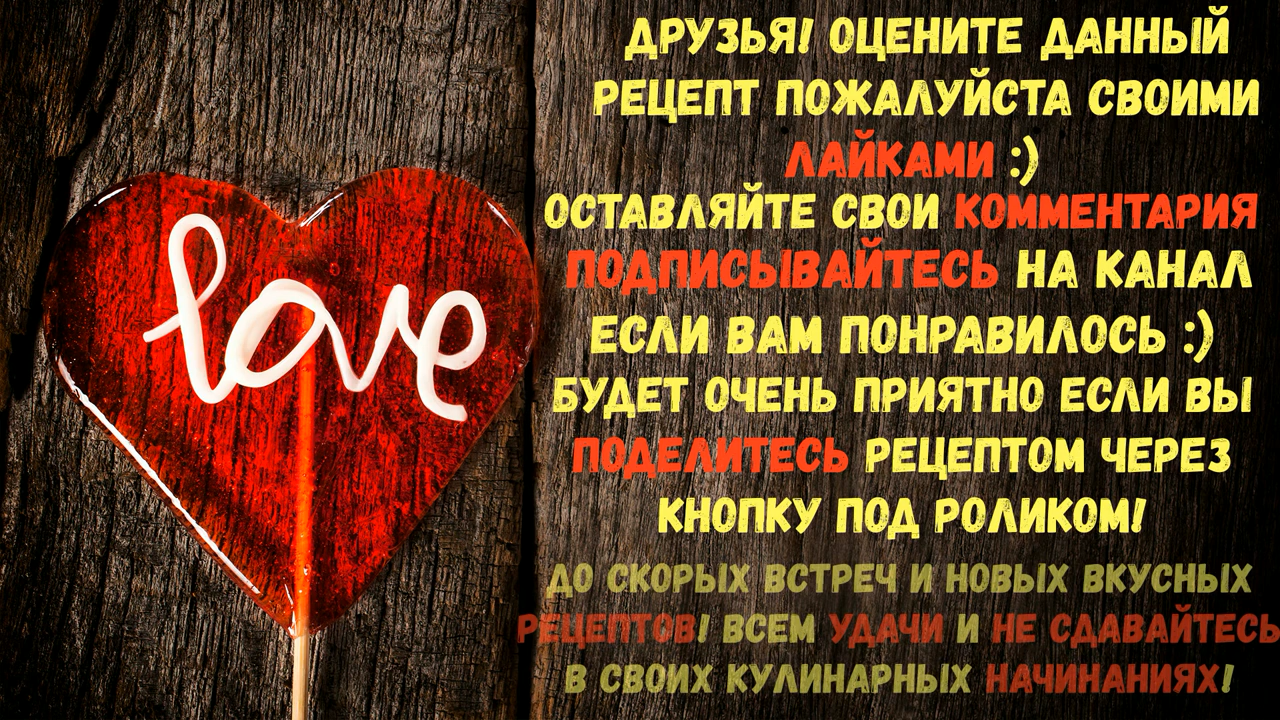 love
ДРУЗЬЯ! ОЦЕНИТЕ ДАННЫЙ
РЕЦЕПТ ПОЖАЛУЙСТА СВОИМИ
ЛАЙКАМИ :)
ОСТАВЛЯЙТЕ СВОИ КОММЕНТАРИЯ
ПОДПИСЫВАЙТЕСЬ НА КАНАЛ
ЕСЛИ ВАМ ПОНРАВИЛОСЬ :)
БУДЕТ ОЧЕНЬ ПРИЯТНО ЕСЛИ ВЫ
ПОДЕЛИТЕСЬ РЕЦЕПТОМ ЧЕРЕЗ
КНОПКУ ПОД РОЛИКОМ!
ДО СКОРЫХ ВСТРЕЧ И НОВЫХ ВКУСНЫХ
РЕЦЕПТОВ! ВСЕМ УДАЧИ И НЕ СДАВАЙТЕСЬ
В СВОИХ КУЛИНАРНЫХ НАЧИНАНИЯХ!